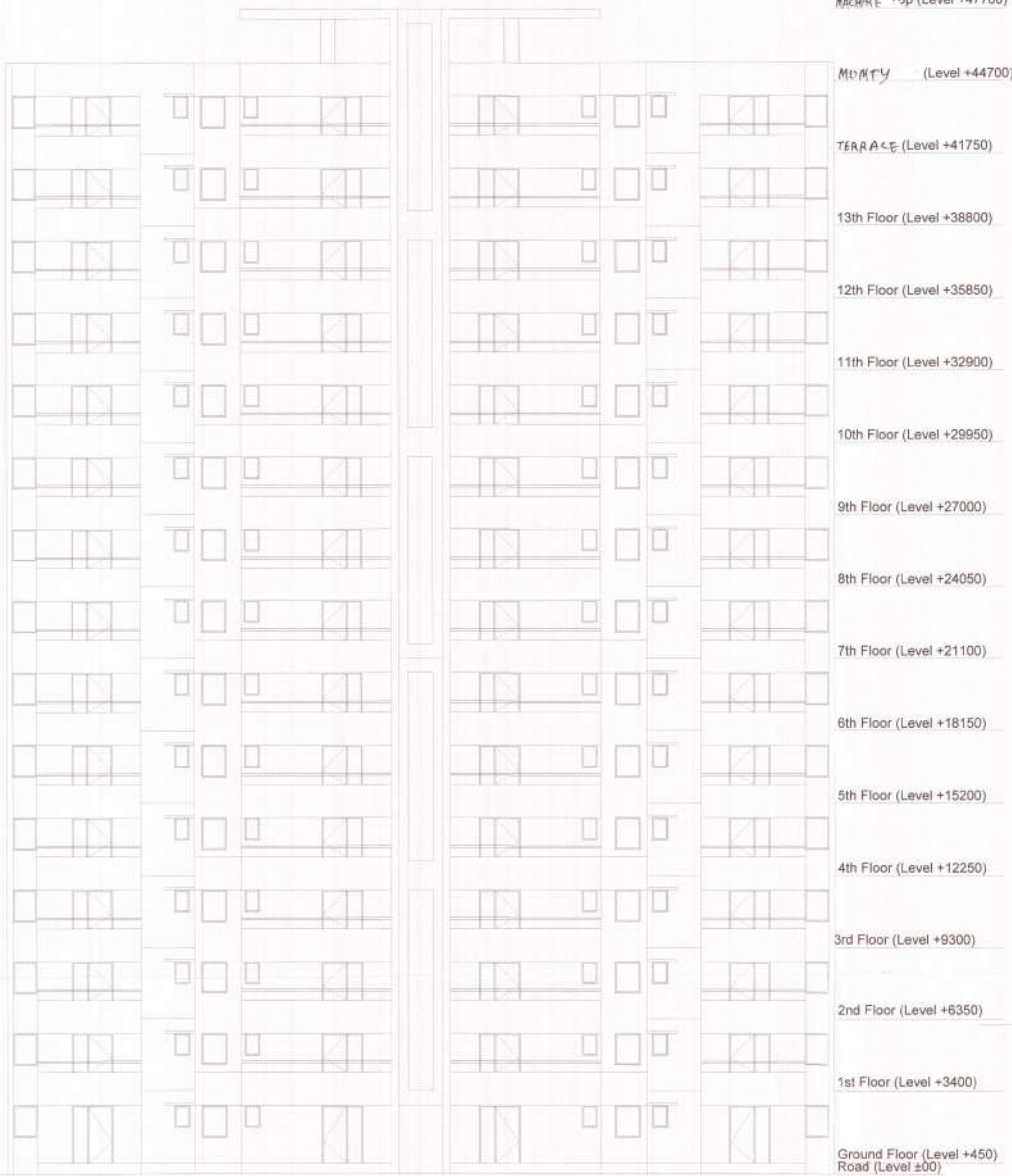 MACHINE Top (Level +47700)
MUMTY (Level +44700)
TERRACE (Level +41750)
13th Floor (Level +38800)
12th Floor (Level +35850)
11th Floor (Level +32900)
10th Floor (Level +29950)
9th Floor (Level +27000)
8th Floor (Level +24050)
7th Floor (Level +21100)
6th Floor (Level +18150)
5th Floor (Level +15200)
4th Floor (Level +12250)
3rd Floor (Level +9300)
2nd Floor (Level +6350)
1st Floor (Level +3400)
Ground Floor (Level +450)
Road (Level ±00)